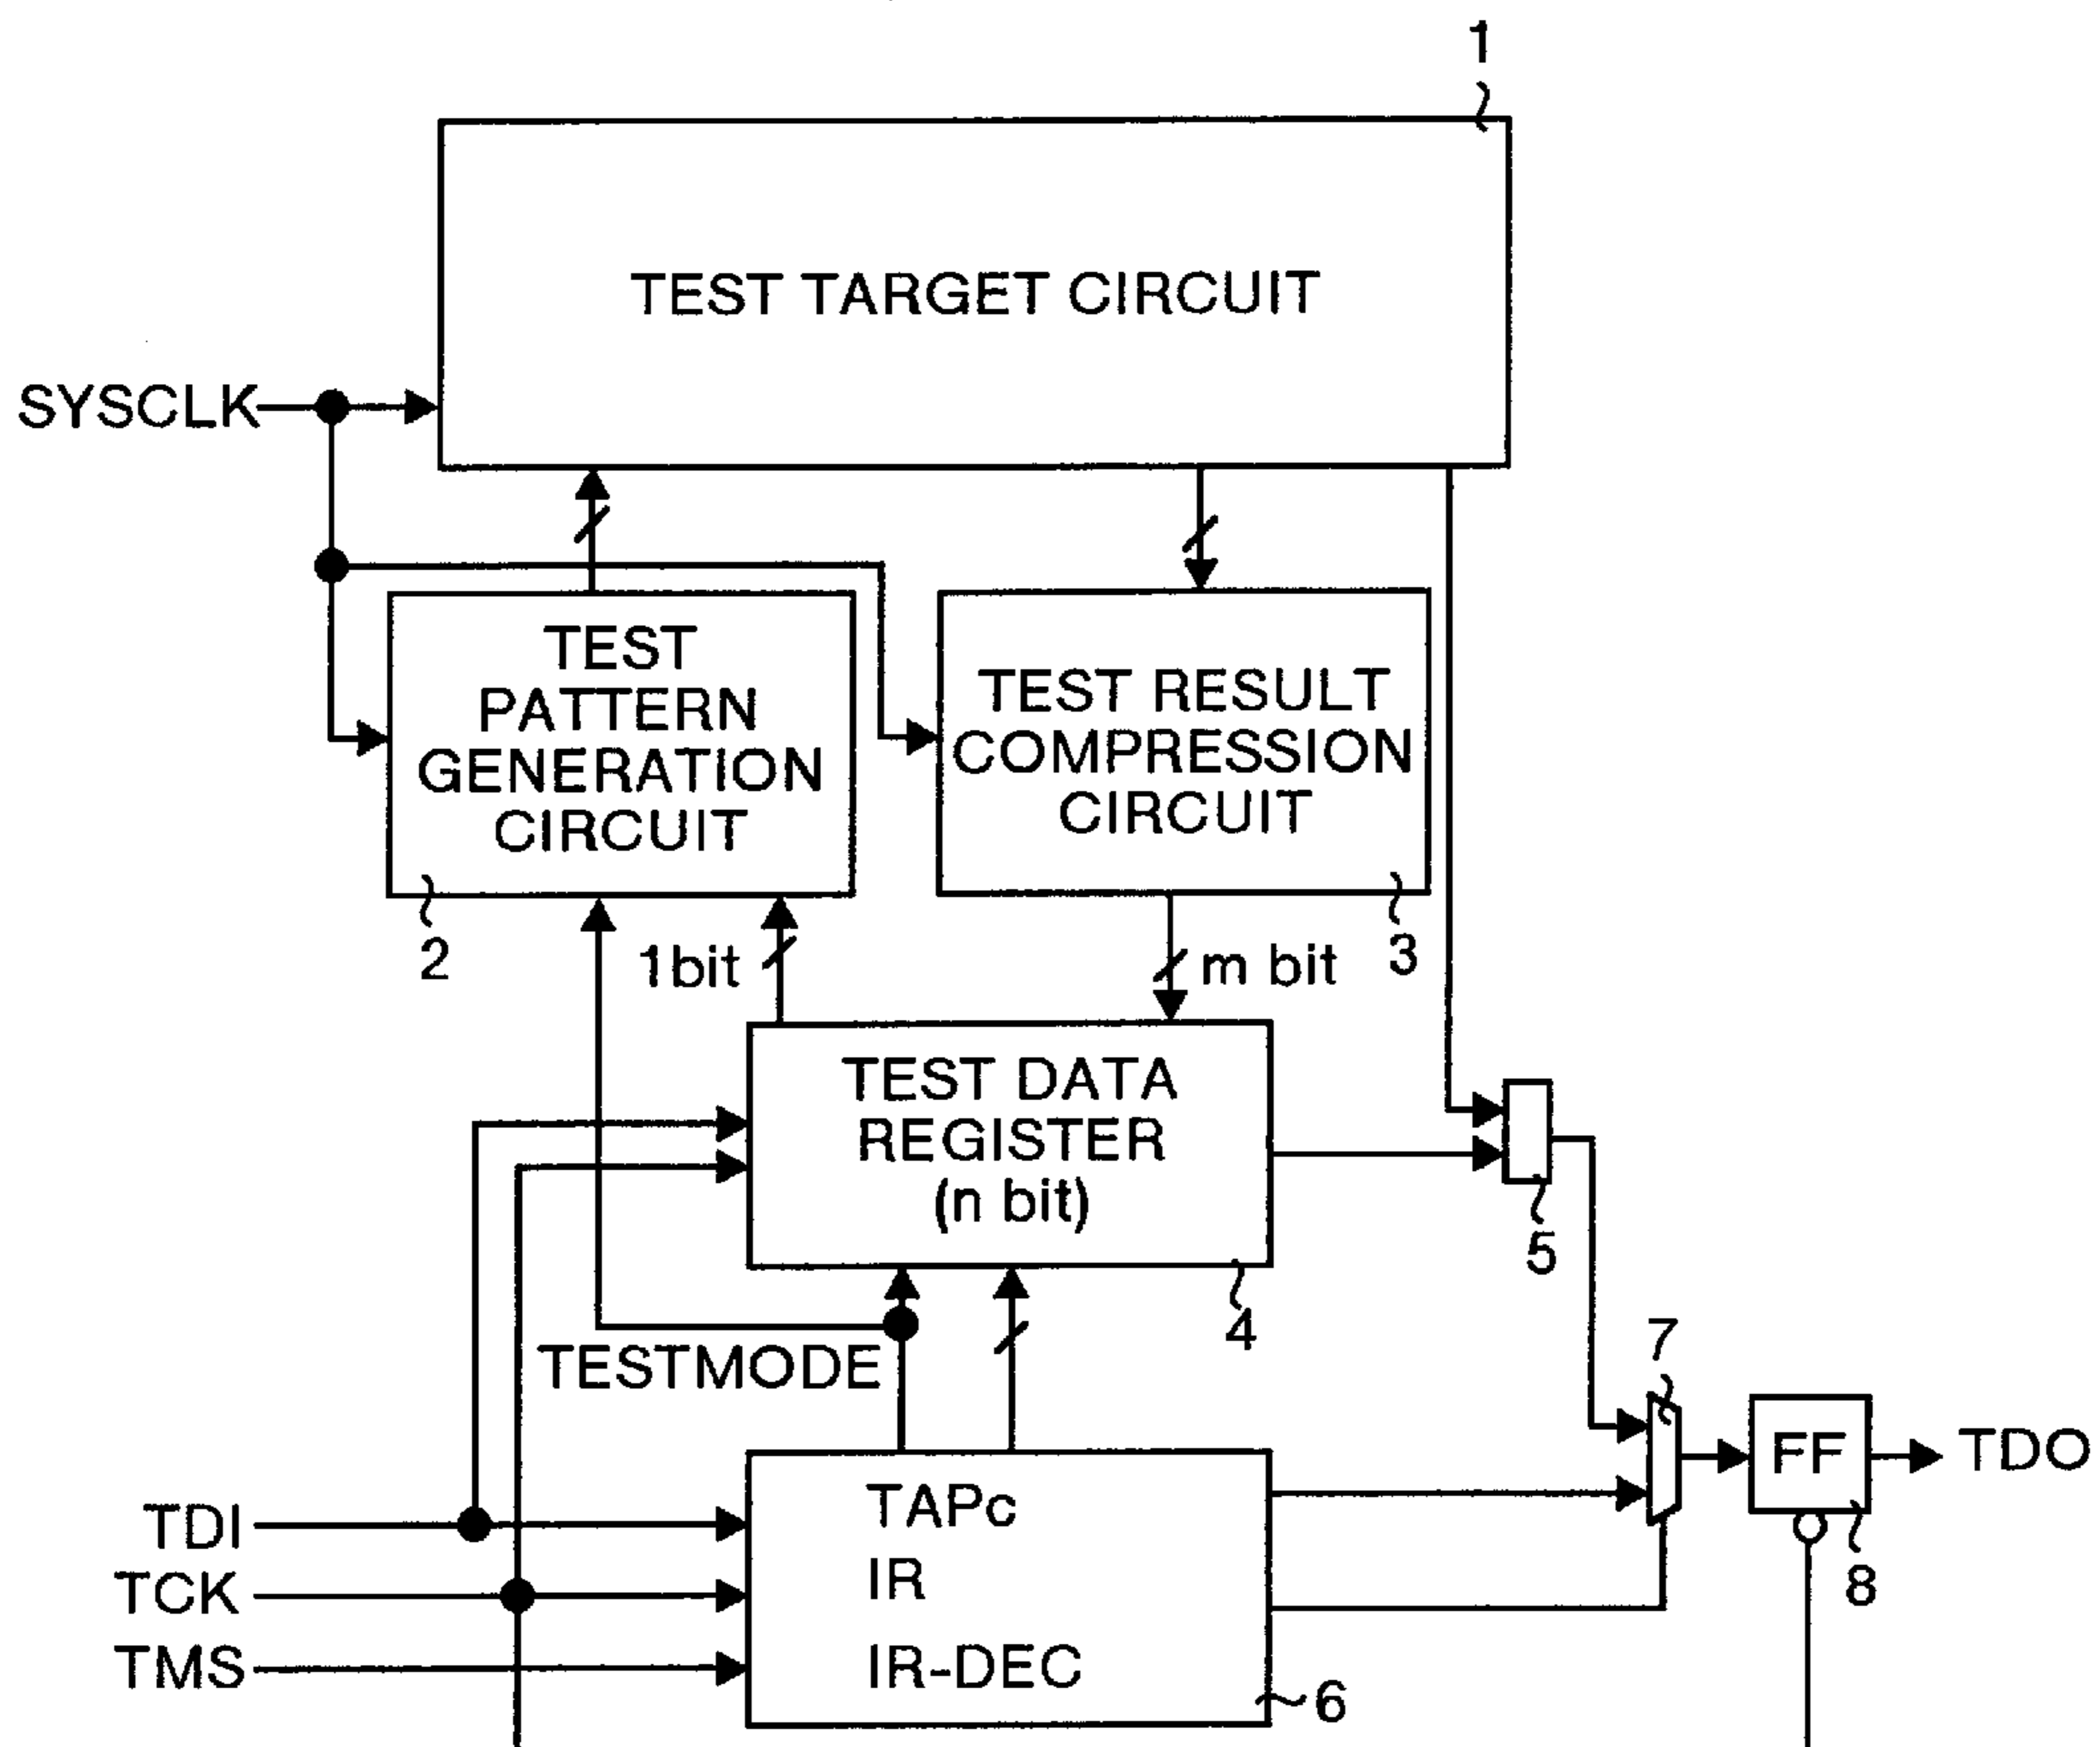 1
TEST TARGET CIRCUIT
SYSCLK
TEST
PATTERN
GENERATION
CIRCUIT
2
TEST RESULT
COMPRESSION
CIRCUIT
3
1bit
m bit
TEST DATA
REGISTER
(n bit)
4
5
TESTMODE
7
FF
TDO
8
TDI
TCK
TMS
TAPc
IR
IR-DEC
6